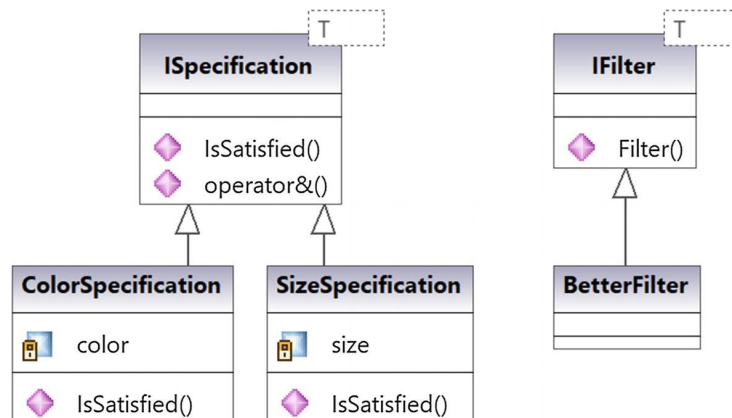 T
ISpecification
IsSatisfied()
operator&()
T
IFilter
Filter()
ColorSpecification
color
IsSatisfied()
SizeSpecification
size
IsSatisfied()
BetterFilter